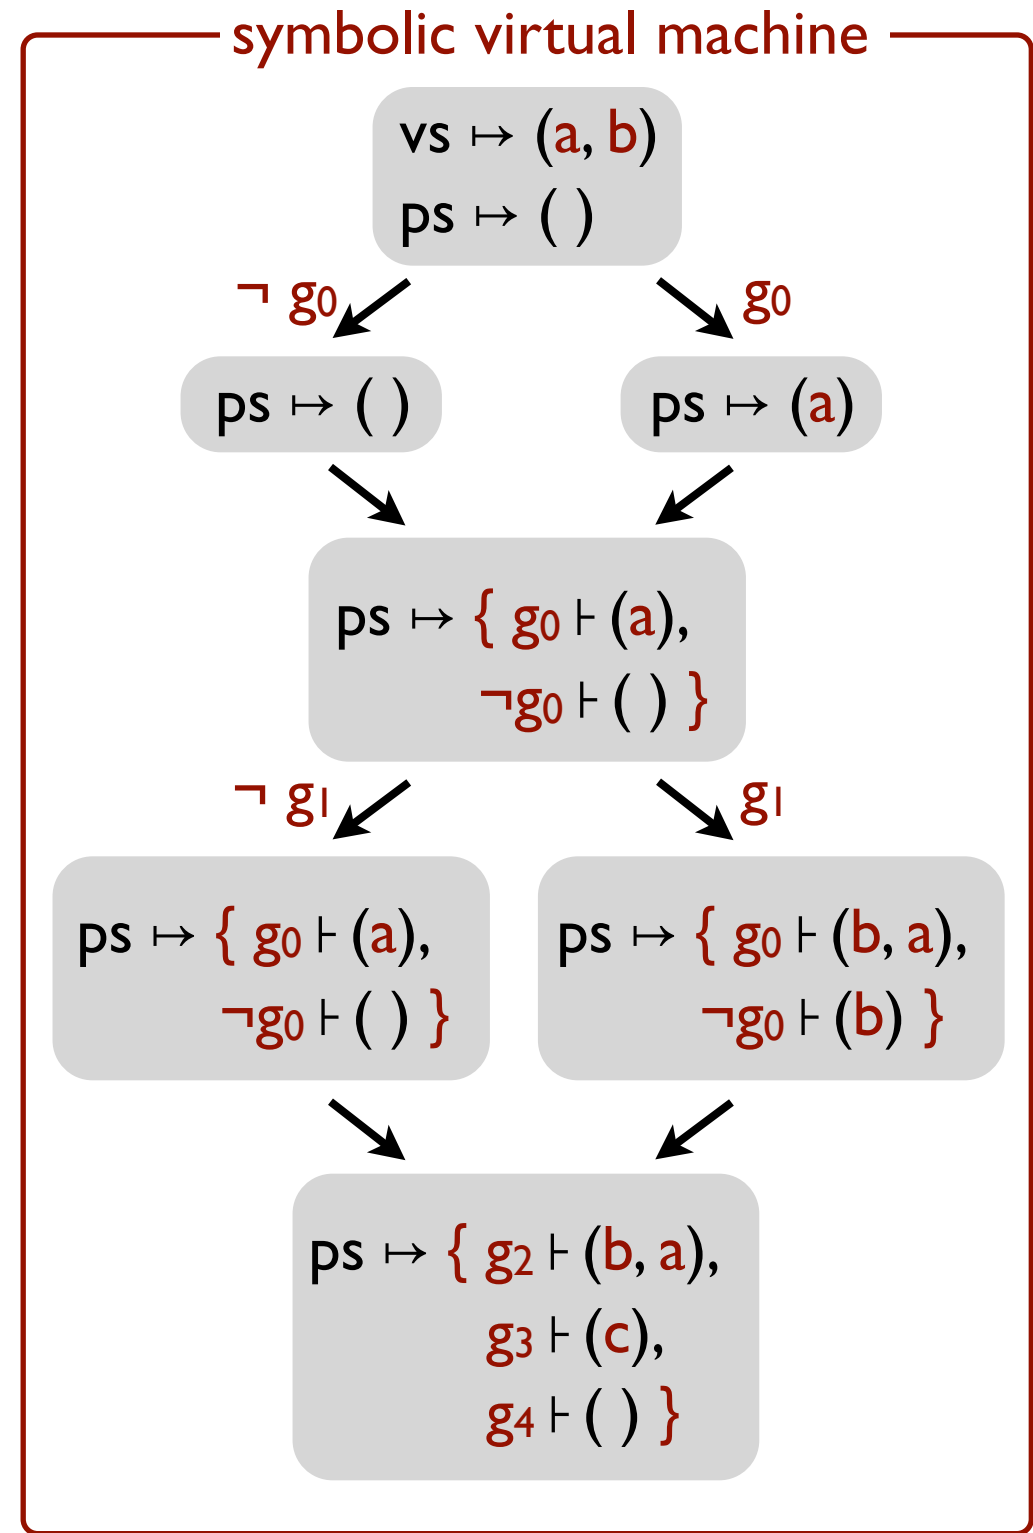 symbolic virtual machine
vs ↦ (a, b)
ps ↦ ( )
¬ g₀
g₀
ps ↦ ( )
ps ↦ (a)
ps ↦ { g₀ ⊦ (a),
¬g₀ ⊦ ( ) }
¬ g₁
g₁
ps ↦ { g₀ ⊦ (a),
¬g₀ ⊦ ( ) }
ps ↦ { g₀ ⊦ (b, a),
¬g₀ ⊦ (b) }
ps ↦ { g₂ ⊦ (b, a),
g₃ ⊦ (c),
g₄ ⊦ ( ) }